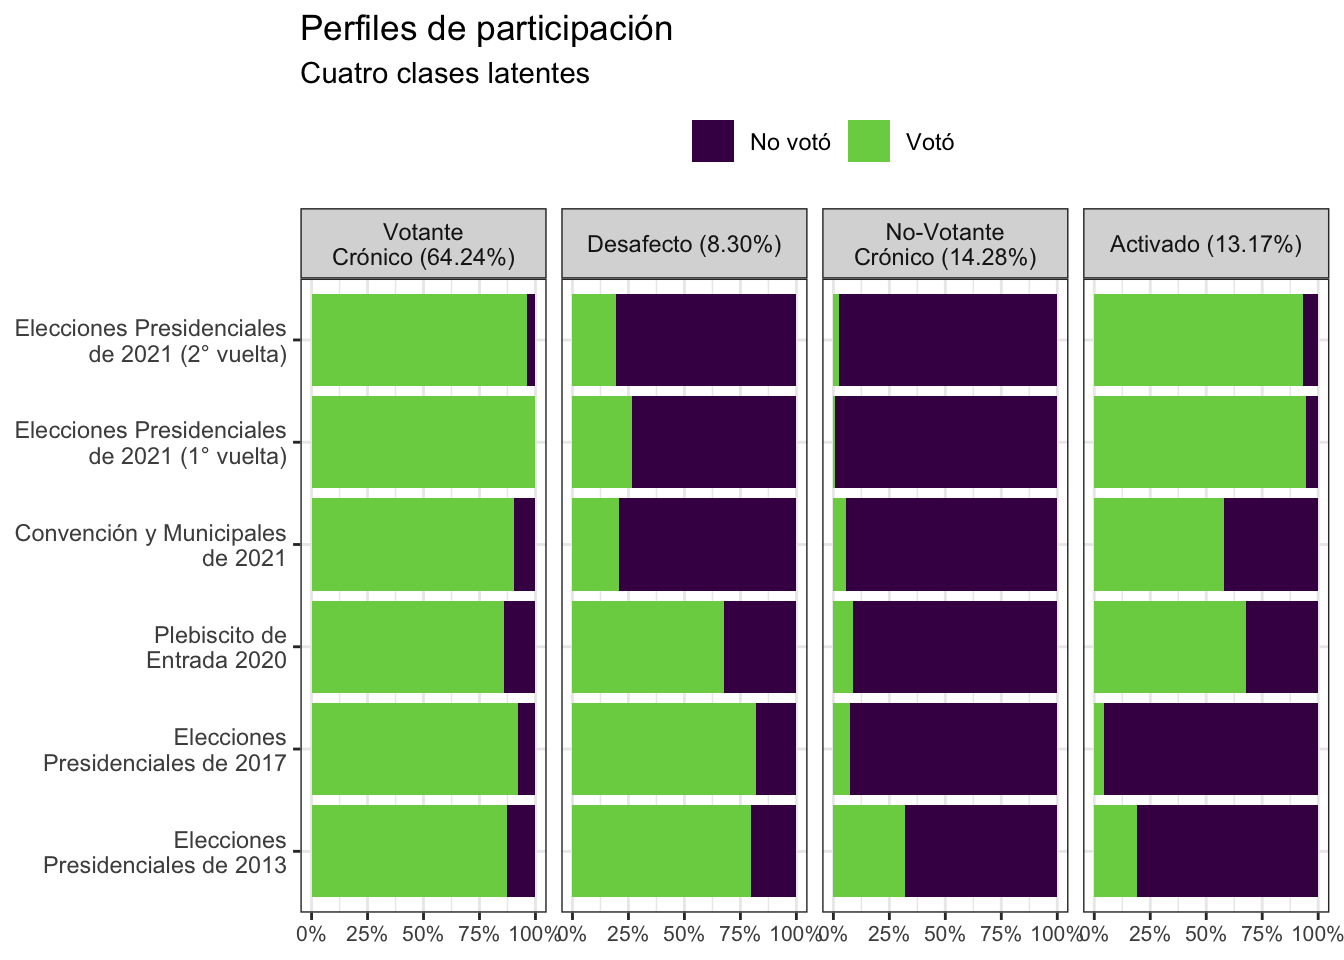 Perfiles de participación
Cuatro clases latentes
No votó
Votó
Votante
Crónico (64.24%)
Desafecto (8.30%)
No-Votante
Crónico (14.28%)
Activado (13.17%)
Elecciones Presidenciales
de 2021 (2° vuelta)
Elecciones Presidenciales
de 2021 (1° vuelta)
Convención y Municipales
de 2021
Plebiscito de
Entrada 2020
Elecciones
Presidenciales de 2017
Elecciones
Presidenciales de 2013
0% 25% 50% 75% 100%
0% 25% 50% 75% 100%
0% 25% 50% 75% 100%
0% 25% 50% 75% 100%